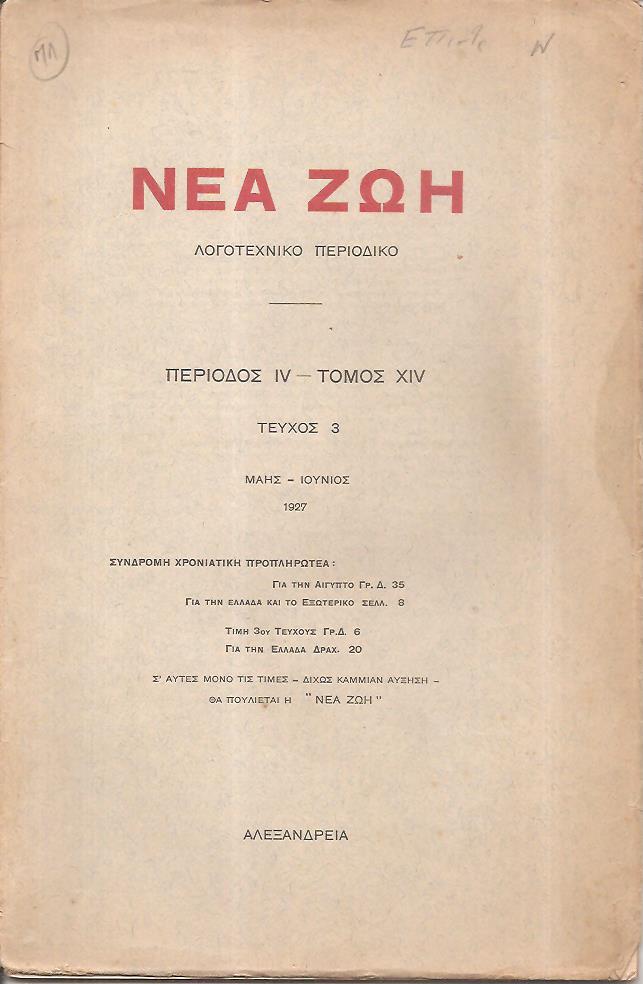 ΝΕΑ ΖΩΗ
ΛΟΓΟΤΕΧΝΙΚΟ ΠΕΡΙΟΔΙΚΟ
ΠΕΡΙΟΔΟΣ IV — ΤΟΜΟΣ XIV
ΤΕΥΧΟΣ 3
ΜΑΗΣ – ΙΟΥΝΙΟΣ
1927
ΣΥΝΔΡΟΜΗ ΧΡΟΝΙΑΤΙΚΗ ΠΡΟΠΛΗΡΩΤΕΑ :
ΓΙΑ ΤΗΝ ΑΙΓΥΠΤΟ ΓΡ. Δ. 35
ΓΙΑ ΤΗΝ ΕΛΛΑΔΑ ΚΑΙ ΤΟ ΕΞΩΤΕΡΙΚΟ ΣΕΛΛ. 8
ΤΙΜΗ 3ΟΥ ΤΕΥΧΟΥΣ ΓΡ.Δ. 6
ΓΙΑ ΤΗΝ ΕΛΛΑΔΑ ΔΡΑΧ. 20
Σ' ΑΥΤΕΣ ΜΟΝΟ ΤΙΣ ΤΙΜΕΣ – ΔΙΧΩΣ ΚΑΜΜΙΑΝ ΑΥΞΗΣΗ –
ΘΑ ΠΟΥΛΙΕΤΑΙ Η " ΝΕΑ ΖΩΗ "
ΑΛΕΞΑΝΔΡΕΙΑ